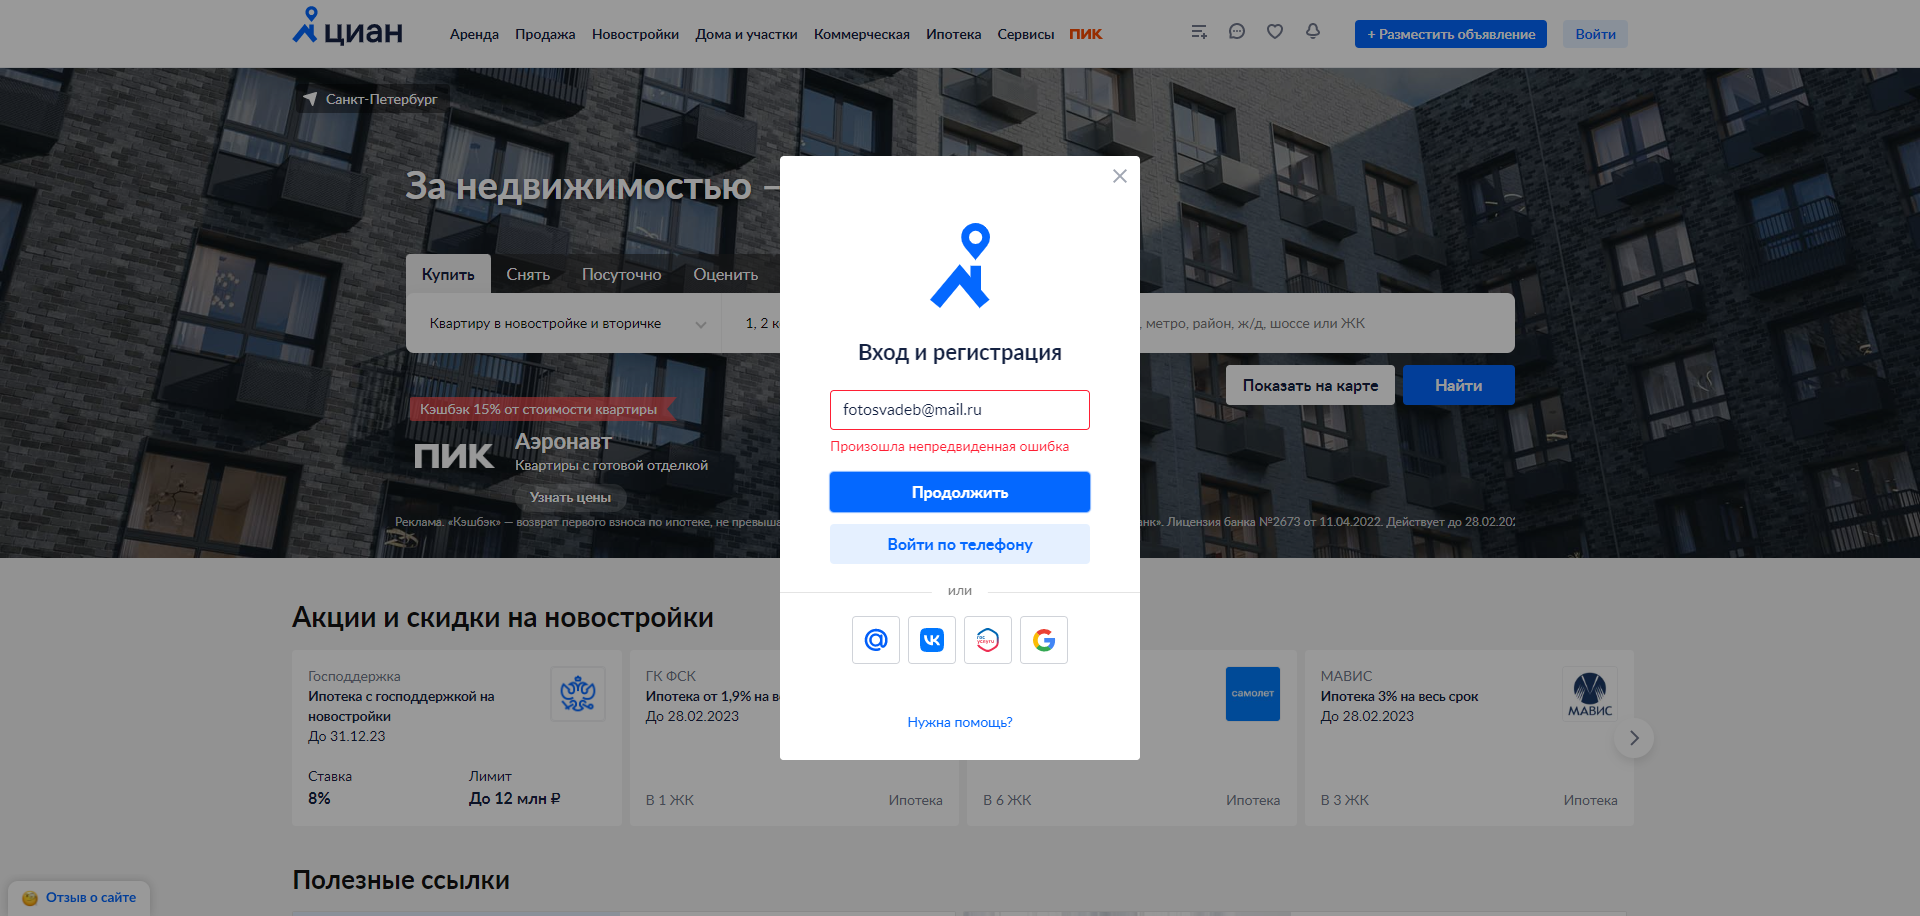 циан
Аренда Продажа Новостройки Дома и участки Коммерческая Ипотека Сервисы ПИК
+ Разместить объявление
Войти
Санкт-Петербург
За недвижимостью –
Купить Снять Посуточно Оценить
Квартиру в новостройке и вторичке
1, 2 к
, метро, район, ж/д, шоссе или ЖК
Показать на карте
Найти
Кэшбэк 15% от стоимости квартиры
ПИК
Аэронавт
Квартиры с готовой отделкой
Узнать цены
Реклама. «Кэшбэк» — возврат первого взноса по ипотеке, не превыша
анк». Лицензия банка №2673 от 11.04.2022. Действует до 28.02.202
Вход и регистрация
fotosvadeb@mail.ru
Произошла непредвиденная ошибка
Продолжить
Войти по телефону
или
Нужна помощь?
Акции и скидки на новостройки
Господдержка
Ипотека с господдержкой на
новостройки
До 31.12.23
Ставка
8%
Лимит
До 12 млн ₽
ГК ФСК
Ипотека от 1,9% на в
До 28.02.2023
В 1 ЖК
Ипотека
самолет
В 6 ЖК
Ипотека
МАВИС
Ипотека 3% на весь срок
До 28.02.2023
МАВИС
В 3 ЖК
Ипотека
Полезные ссылки
Отзыв о сайте